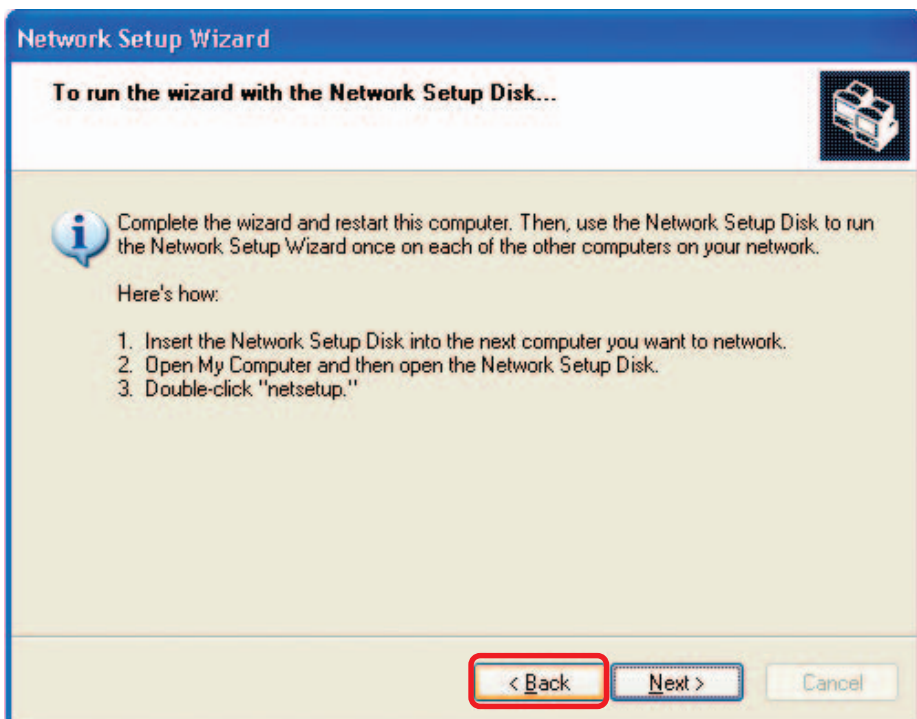 Network Setup Wizard
To run the wizard with the Network Setup Disk...
Complete the wizard and restart this computer. Then, use the Network Setup Disk to run
the Network Setup Wizard once on each of the other computers on your network.
Here's how:
1. Insert the Network Setup Disk into the next computer you want to network.
2. Open My Computer and then open the Network Setup Disk.
3. Double-click "netsetup."
< Back Next > Cancel